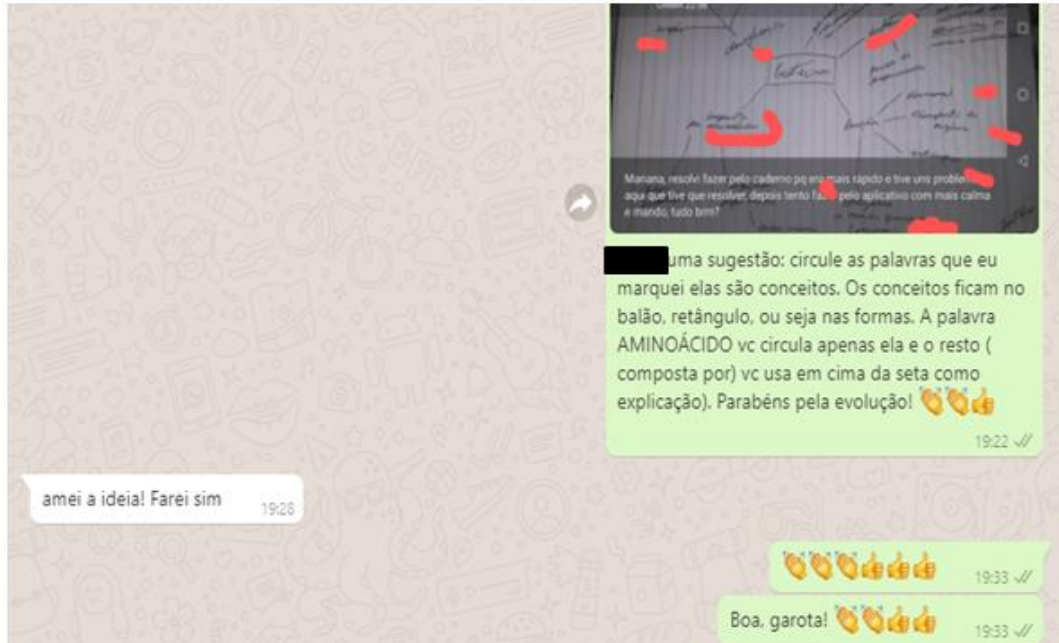 Mariana, resolvi fazer pelo caderno pq era mais rápido e tive uns
aqui que tive que resolver, depois tento pelo aplicativo com mais calma
e mando, tudo bm?
uma sugestão: circule as palavras que eu
marquei elas são conceitos. Os conceitos ficam no
balão, retângulo, ou seja nas formas. A palavra
AMINOÁCIDO vc circula apenas ela e o resto (
composta por) vc usa em cima da seta como
explicação). Parabéns pela evolução! 👏👏👍
19:22
amei a ideia! Farei sim
19:28
👏👏👏👍👍👍
19:33
Boa, garota! 👏👏👍👍
19:33